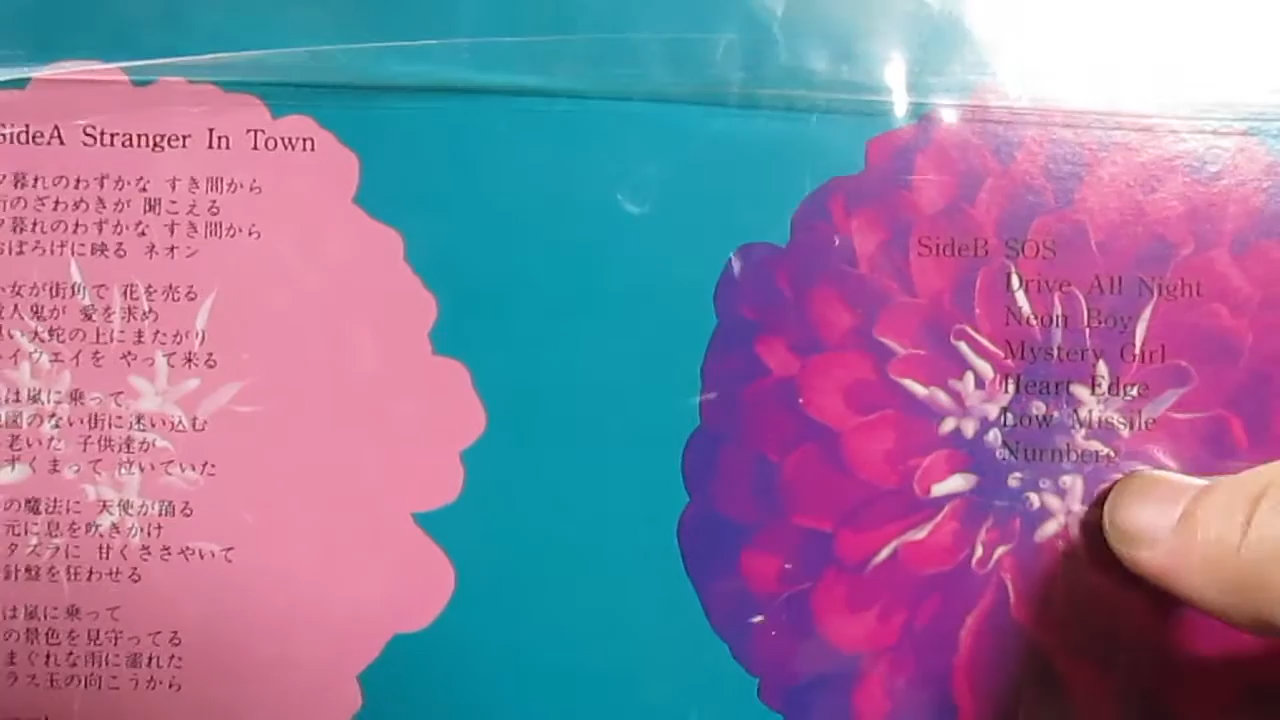 SideA Stranger In Town
暮れのわずかな すき間から
のざわめきが 聞こえる
暮れのわずかな すき間から
おぼろげに映る ネオン
女が街角で 花を売る
人鬼が 愛を求め
い大蛇の上にまたがり
イウエイを やって来る
は嵐に乗って
図のない街に迷い込む
老いた 子供達が
ずくまって 泣いていた
の魔法に 天使が踊る
元に息を吹きかけ
タズラに 甘くささやいて
針盤を狂わせる
は嵐に乗って
の景色を見守ってる
まぐれな雨に濡れた
ラス玉の向こうから
SideB SOS
Drive All Night
Neon Boy
Mystery Girl
Heart Edge
Low Missile
Nurnberg